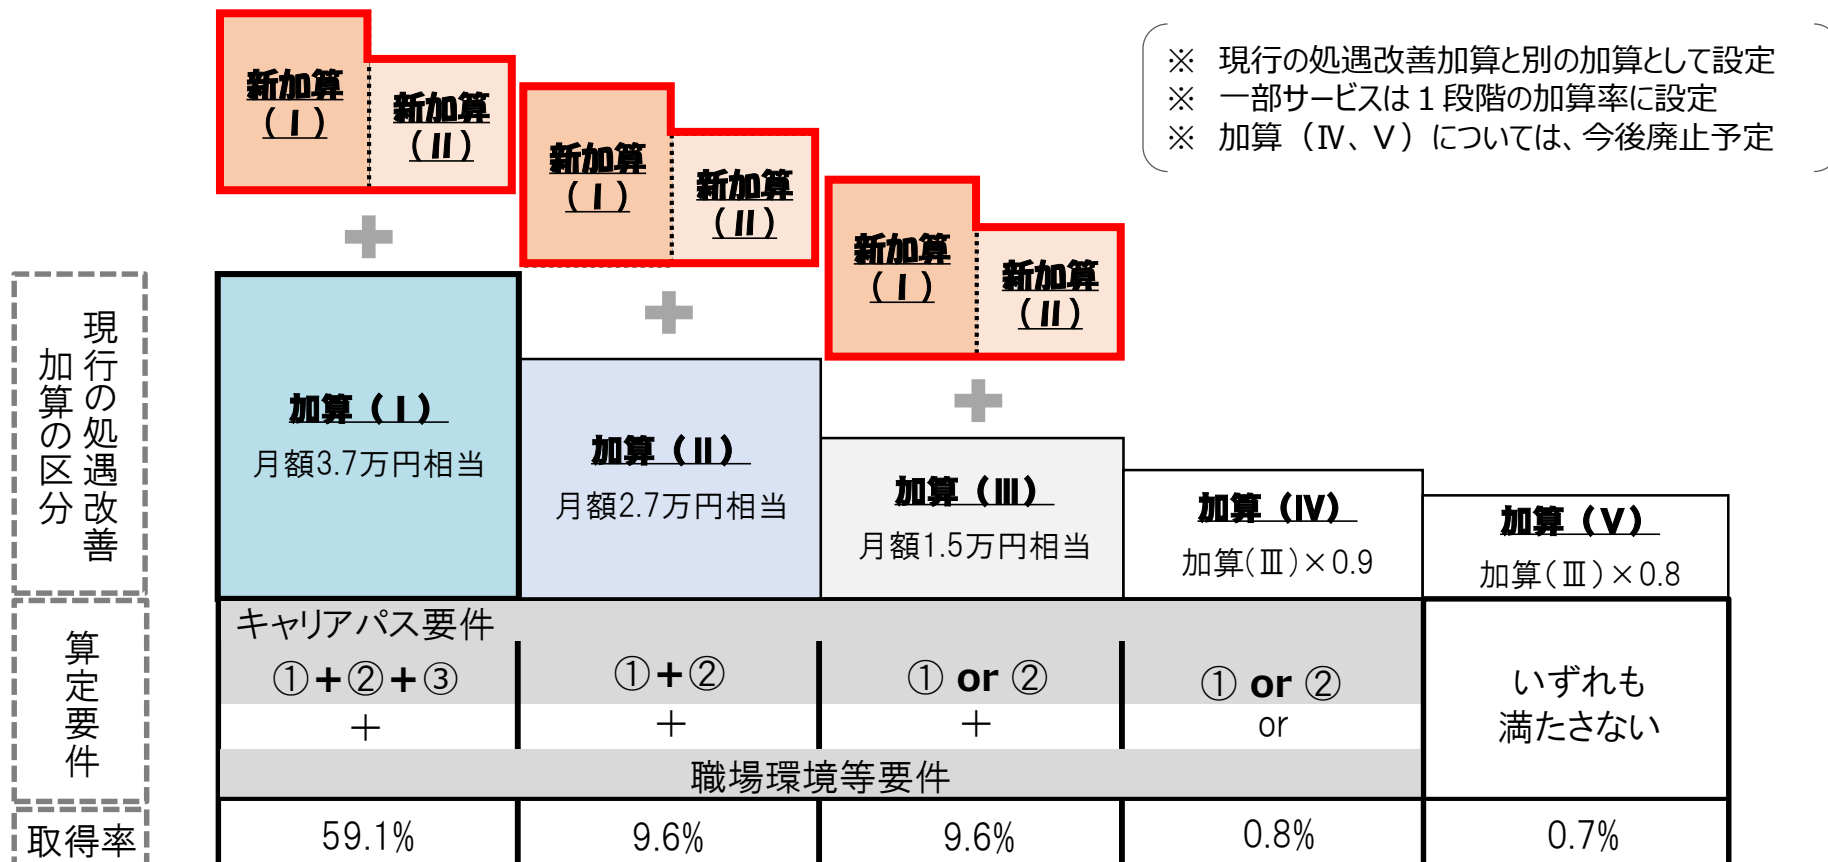 新加算
(Ⅰ)
新加算
(Ⅱ)
新加算
(Ⅰ)
新加算
(Ⅱ)
新加算
(Ⅰ)
新加算
(Ⅱ)
※ 現行の処遇改善加算と別の加算として設定
※ 一部サービスは１段階の加算率に設定
※ 加算（Ⅳ、Ⅴ）については、今後廃止予定
現行の処遇改善
加算の区分
加算（Ⅰ）
月額3.7万円相当
加算（Ⅱ）
月額2.7万円相当
加算（Ⅲ）
月額1.5万円相当
加算（Ⅳ）
加算(Ⅲ)×0.9
加算（Ⅴ）
加算(Ⅲ)×0.8
算定要件
キャリアパス要件
①+②+③
①+②
① or ②
① or ②
＋
＋
＋
or
職場環境等要件
いずれも
満たさない
取得率
59.1%
9.6%
9.6%
0.8%
0.7%